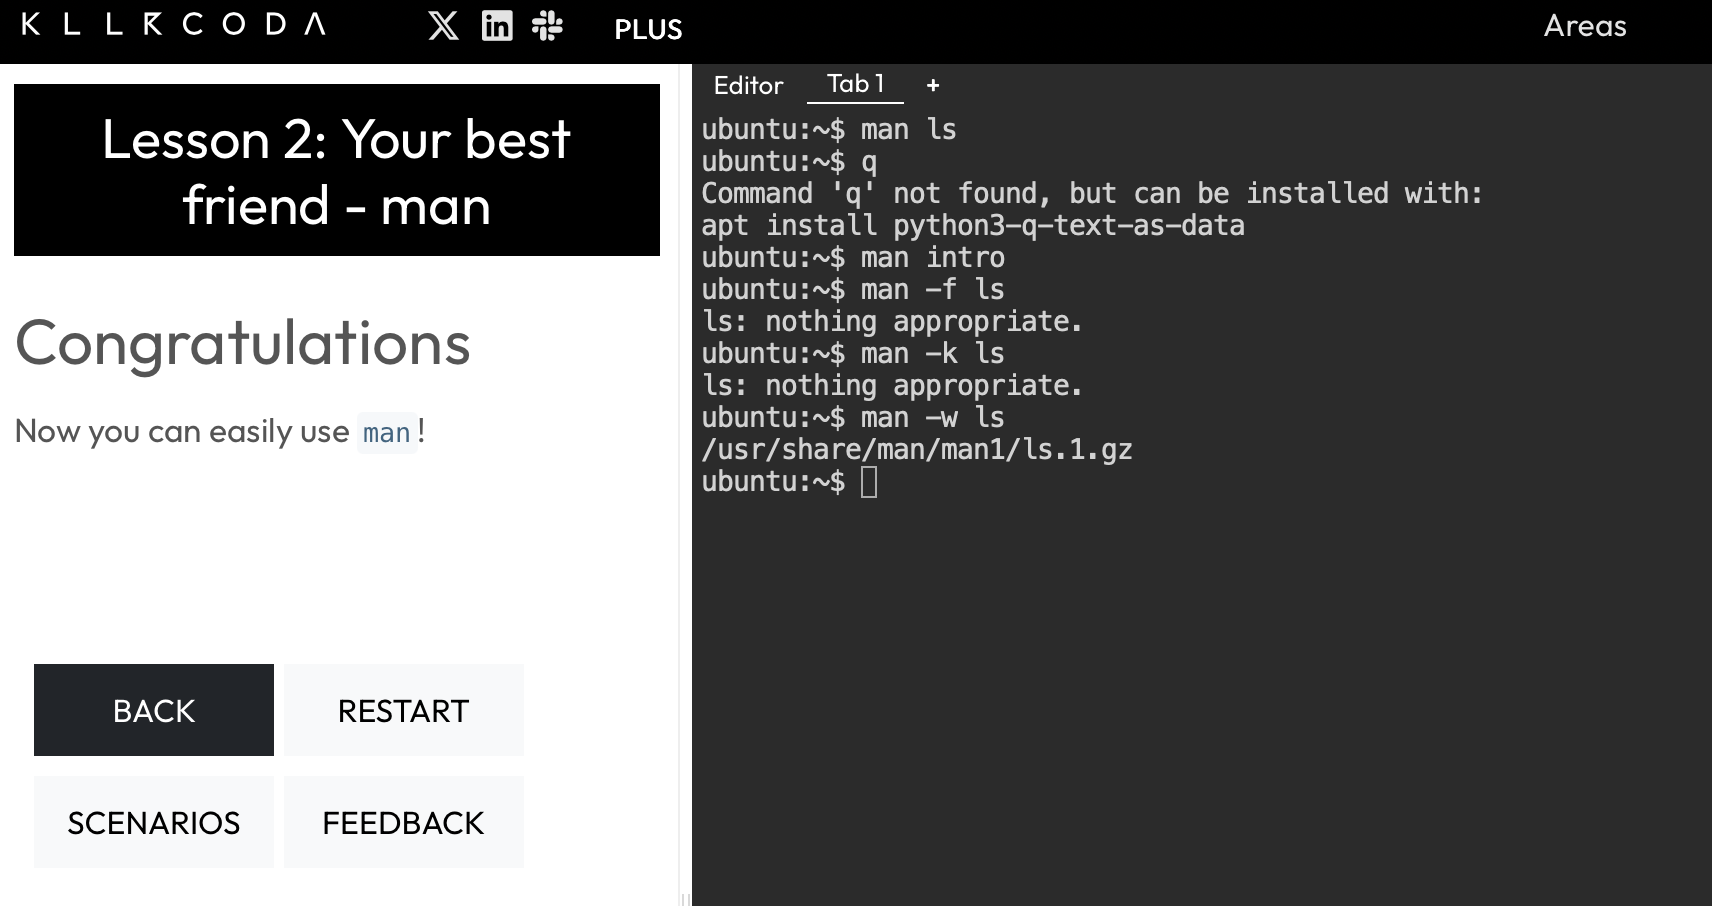 KILLRCODA
PLUS
Areas
Lesson 2: Your best
friend - man
Congratulations
Now you can easily use man!
BACK
RESTART
SCENARIOS
FEEDBACK
Editor
Tab 1
+
ubuntu:~$ man ls
ubuntu:~$ q
Command 'q' not found, but can be installed with:
apt install python3-q-text-as-data
ubuntu:~$ man intro
ubuntu:~$ man -f ls
ls: nothing appropriate.
ubuntu:~$ man -k ls
ls: nothing appropriate.
ubuntu:~$ man -w ls
/usr/share/man/man1/ls.1.gz
ubuntu:~$